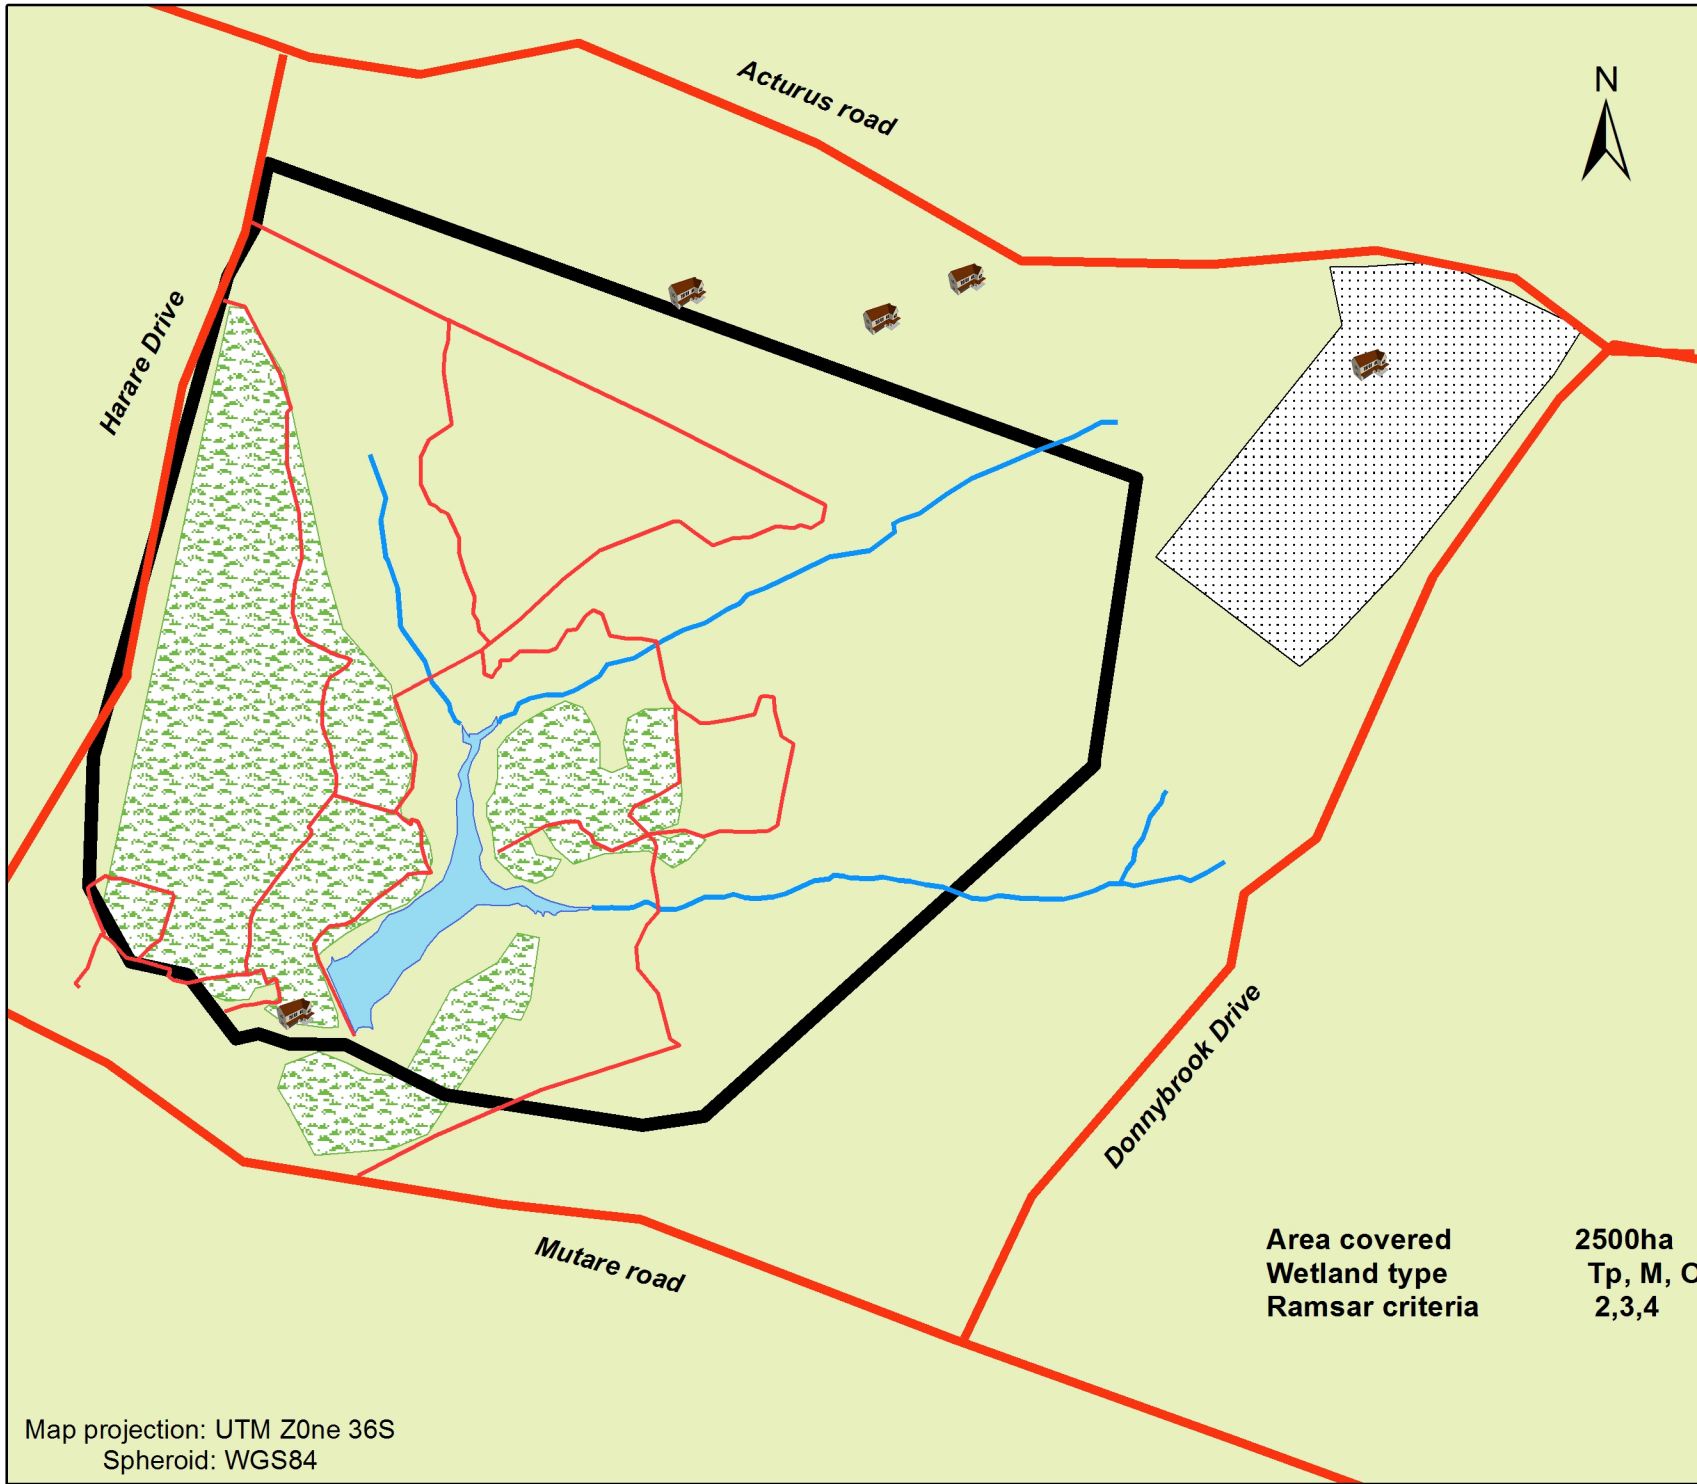 Acturus road
N
Harare Drive
Donnybrook Drive
Mutare road
Area covered 2500ha
Wetland type Tp, M,
Ramsar criteria 2,3,4
Map projection: UTM Z0ne 36S
Spheroid: WGS84